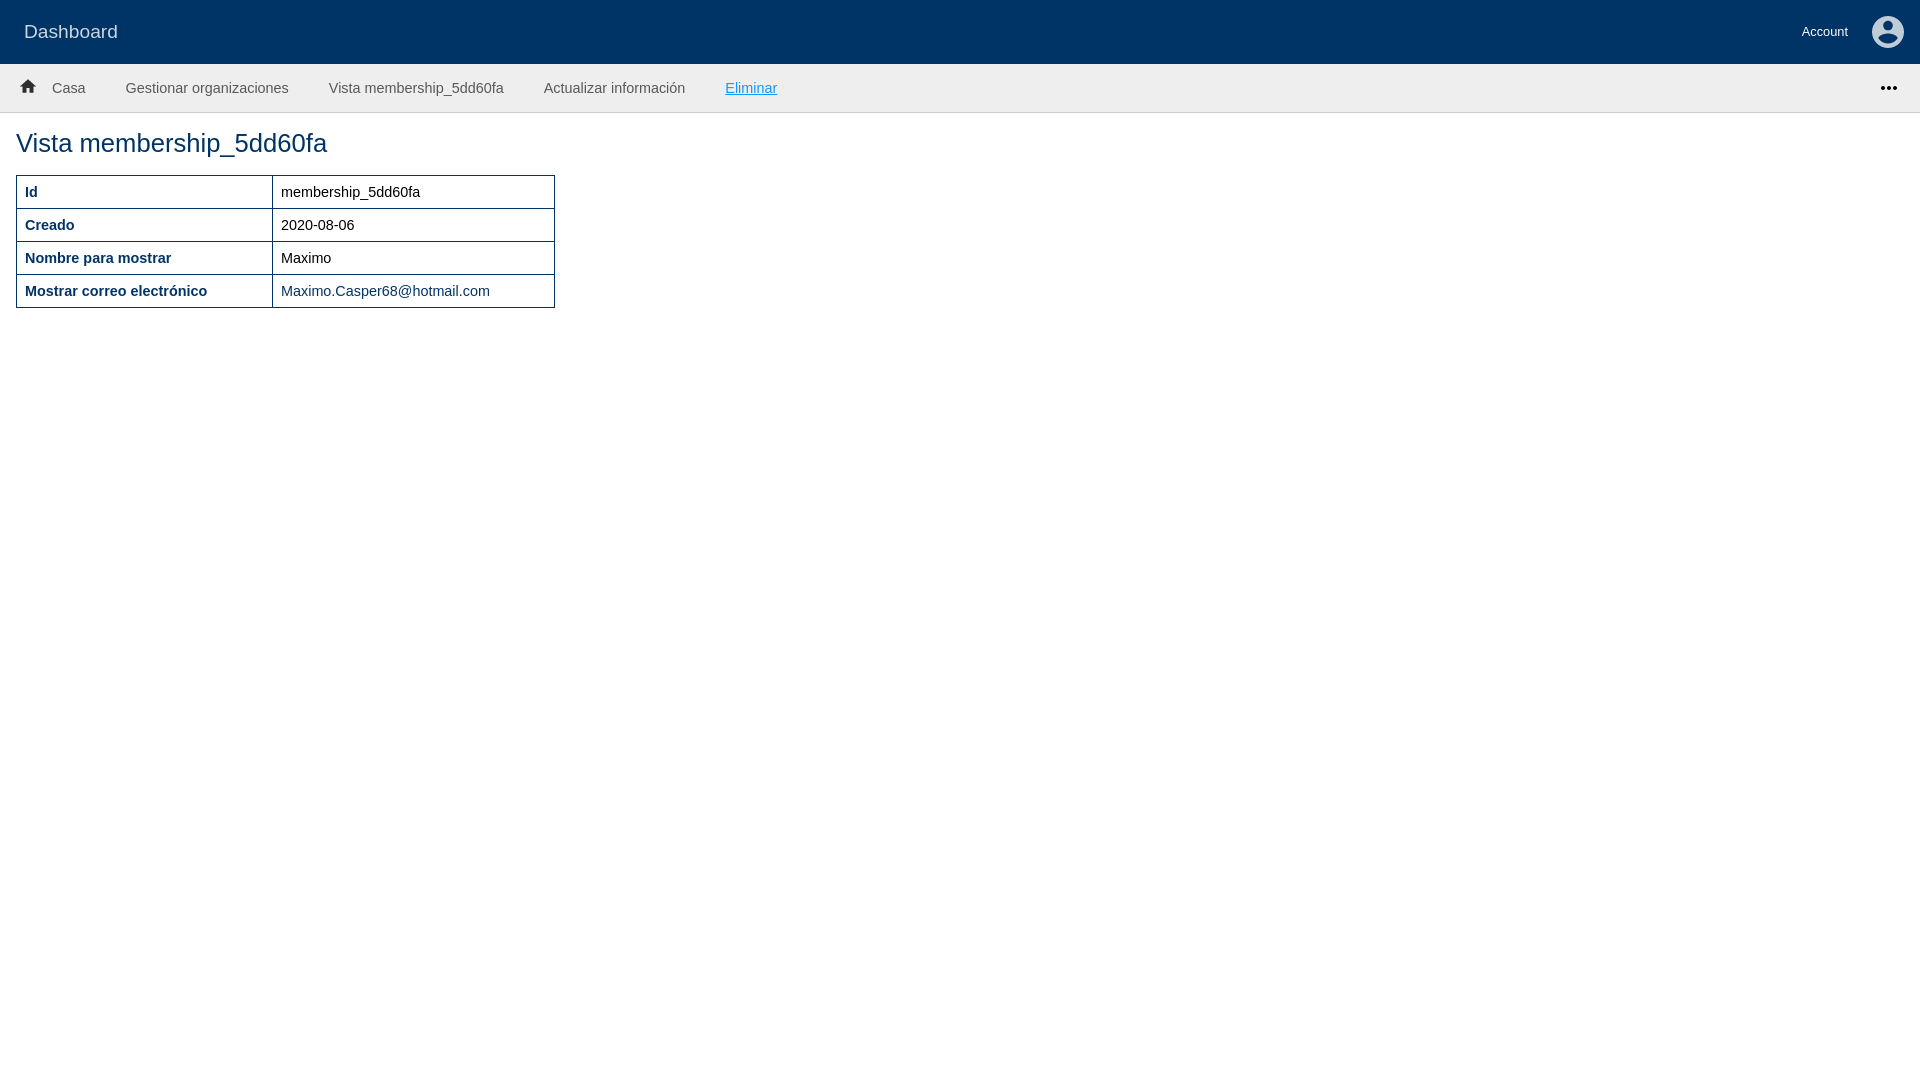 Dashboard
Account
Casa
Gestionar organizaciones
Vista membership_5dd60fa
Actualizar información
Eliminar
Vista membership_5dd60fa
Id
membership_5dd60fa
Creado
2020-08-06
Nombre para mostrar
Maximo
Mostrar correo electrónico
Maximo.Casper68@hotmail.com